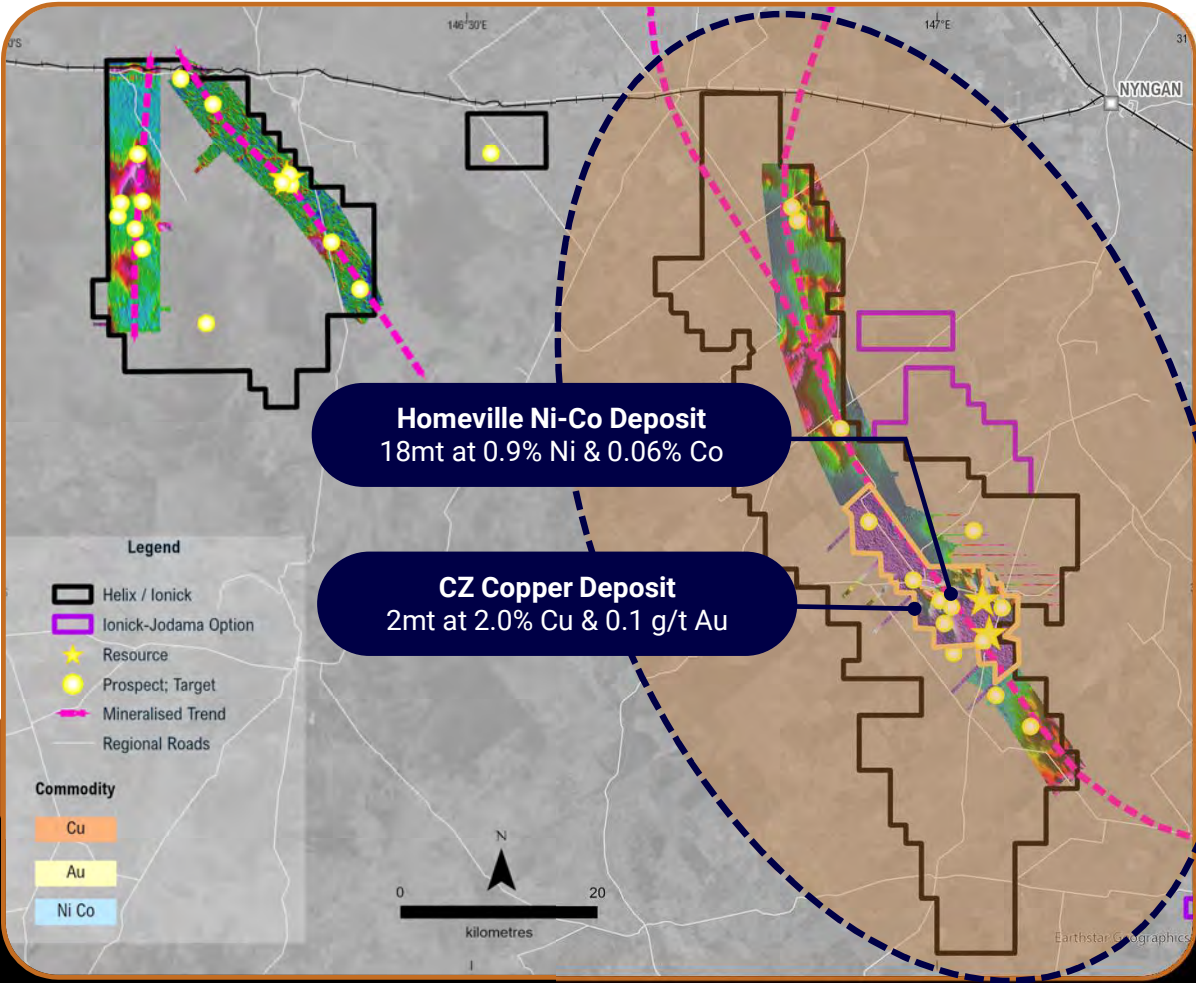 146°30'E
147°E
31
NYGAN
Homeville Ni-Co Deposit
18mt at 0.9% Ni & 0.06% Co
CZ Copper Deposit
2mt at 2.0% Cu & 0.1 g/t Au
Legend
Helix / Ionick
Ionick-Jodama Option
Resource
Prospect; Target
Mineralised Trend
Regional Roads
Commodity
Cu
Au
Ni Co
N
0 20
kilometres
Earthstar Geographics